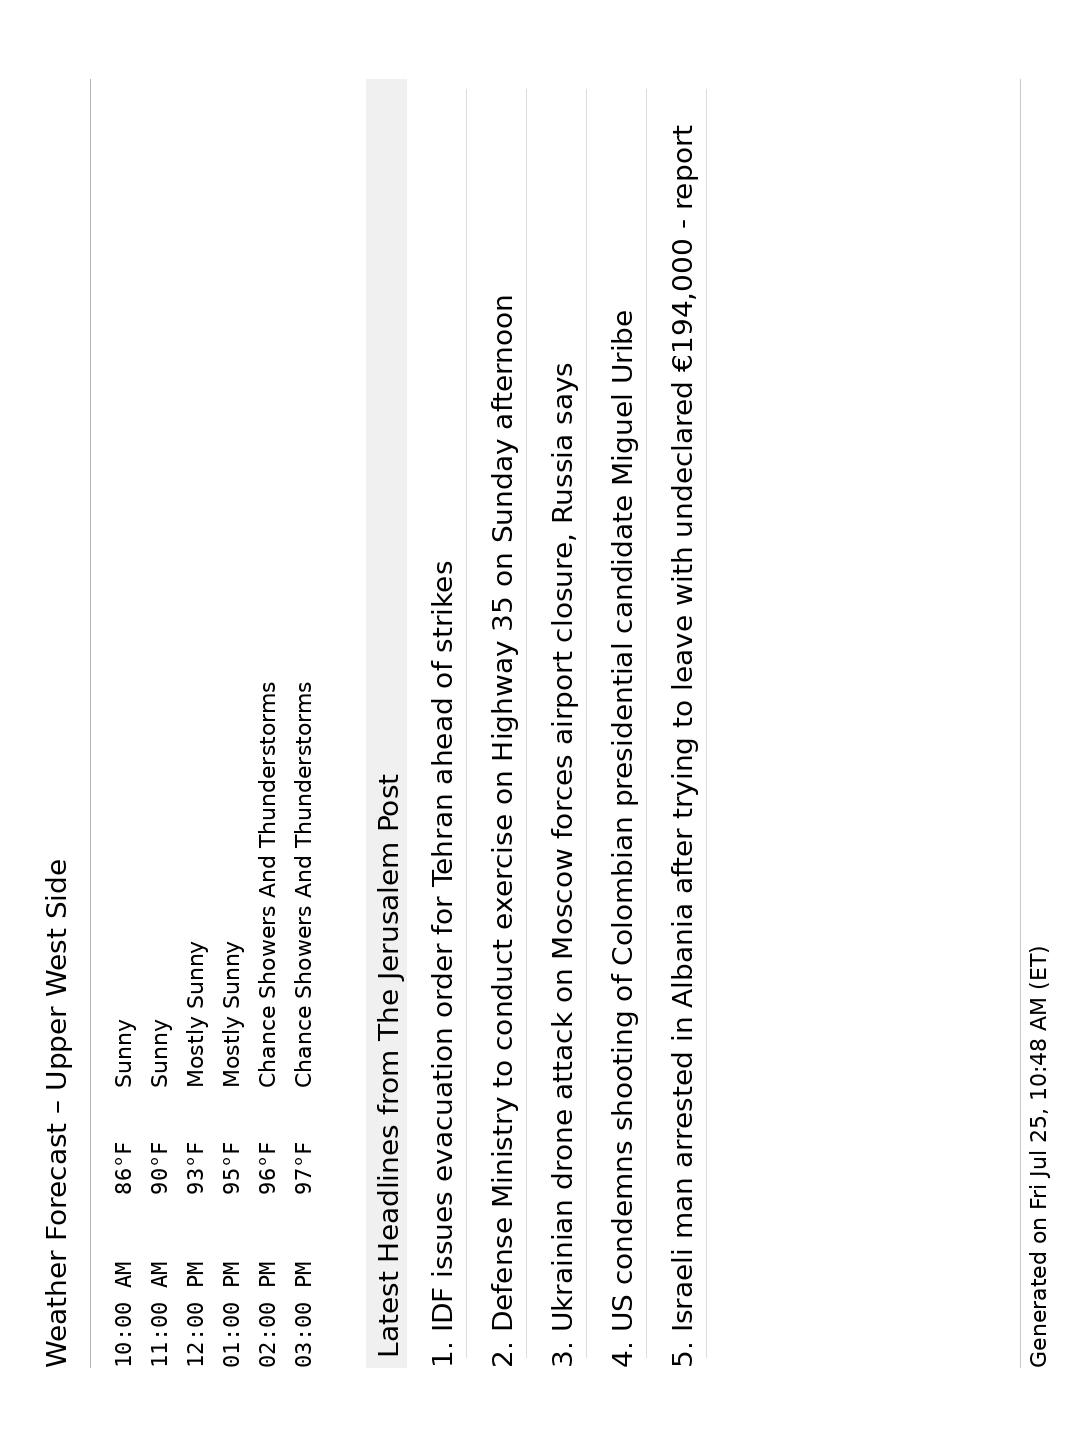 Weather Forecast – Upper West Side
10:00 AM 86°F Sunny
11:00 AM 90°F Sunny
12:00 PM 93°F Mostly Sunny
01:00 PM 95°F Mostly Sunny
02:00 PM 96°F Chance Showers And Thunderstorms
03:00 PM 97°F Chance Showers And Thunderstorms
Latest Headlines from The Jerusalem Post
1. IDF issues evacuation order for Tehran ahead of strikes
2. Defense Ministry to conduct exercise on Highway 35 on Sunday afternoon
3. Ukrainian drone attack on Moscow forces airport closure, Russia says
4. US condemns shooting of Colombian presidential candidate Miguel Uribe
5. Israeli man arrested in Albania after trying to leave with undeclared €194,000 - report
Generated on Fri Jul 25, 10:48 AM (ET)